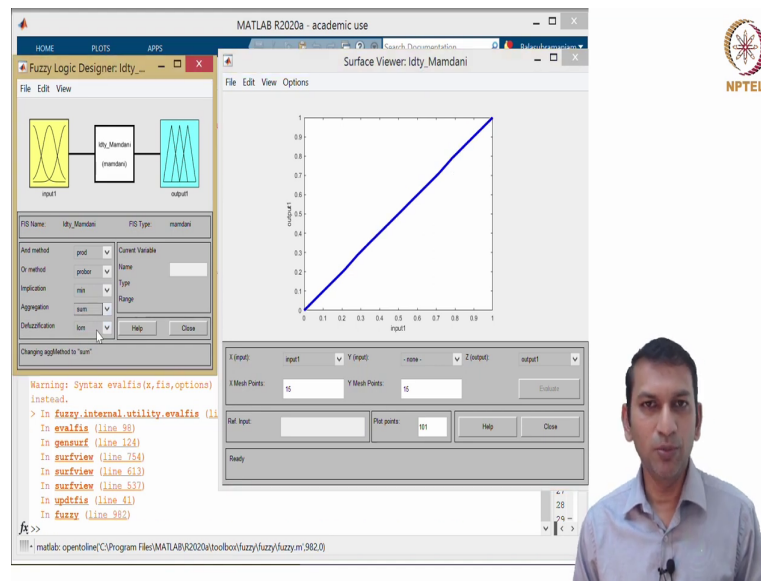 MATLAB R2020a - academic use
HOME PLOTS APPS Search Documentation Balasubramaniam
Fuzzy Logic Designer: Idty_...
File Edit View
input1
Idty_Mamdani
(mamdani)
output1
FIS Name: Idty_Mamdani FIS Type: mamdani
And method prod
Or method probor
Implication min
Aggregation sum
Defuzzification lom
Current Variable
Name
Type
Range
Help Close
Changing aggMethod to "sum"
Surface Viewer: Idty_Mamdani
File Edit View Options
1
0.9
0.8
0.7
0.6
0.5
0.4
0.3
0.2
0.1
0
output1
0 0.1 0.2 0.3 0.4 0.5 0.6 0.7 0.8 0.9 1
input1
X (input): input1 Y (input): - none - Z (output): output1
X Mesh Points: 15 Y Mesh Points: 15 Evaluate
Ref. Input: Plot points: 101 Help Close
Ready
Warning: Syntax evalfis(x,fis,options)
instead.
> In fuzzy.internal.utility.evalfis (li
In evalfis (line 98)
In gensurf (line 124)
In surfview (line 754)
In surfview (line 613)
In surfview (line 537)
In updtfis (line 41)
In fuzzy (line 982)
fx >>
27
28
29
matlab: opentoline('C:\Program Files\MATLAB\R2020a\toolbox\fuzzy\fuzzy\fuzzy.m',982,0)
NPTEL